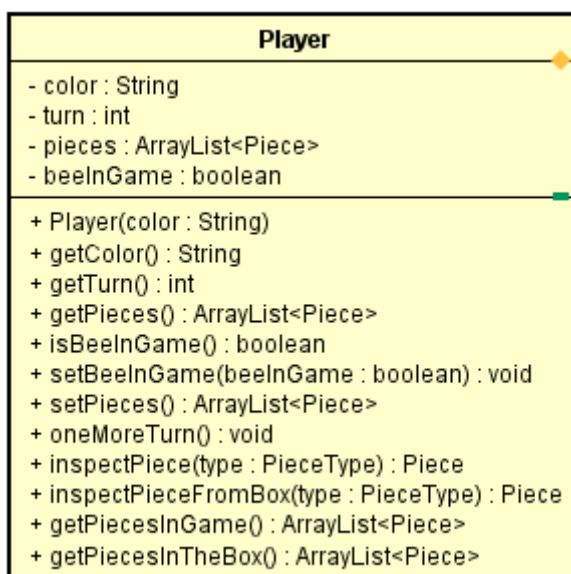 Player
- color : String
- turn : int
- pieces : ArrayList<Piece>
- beeInGame : boolean
+ Player(color : String)
+ getColor() : String
+ getTurn() : int
+ getPieces() : ArrayList<Piece>
+ isBeeInGame() : boolean
+ setBeeInGame(beeInGame : boolean) : void
+ setPieces() : ArrayList<Piece>
+ oneMoreTurn() : void
+ inspectPiece(type : PieceType) : Piece
+ inspectPieceFromBox(type : PieceType) : Piece
+ getPiecesInGame() : ArrayList<Piece>
+ getPiecesInTheBox() : ArrayList<Piece>